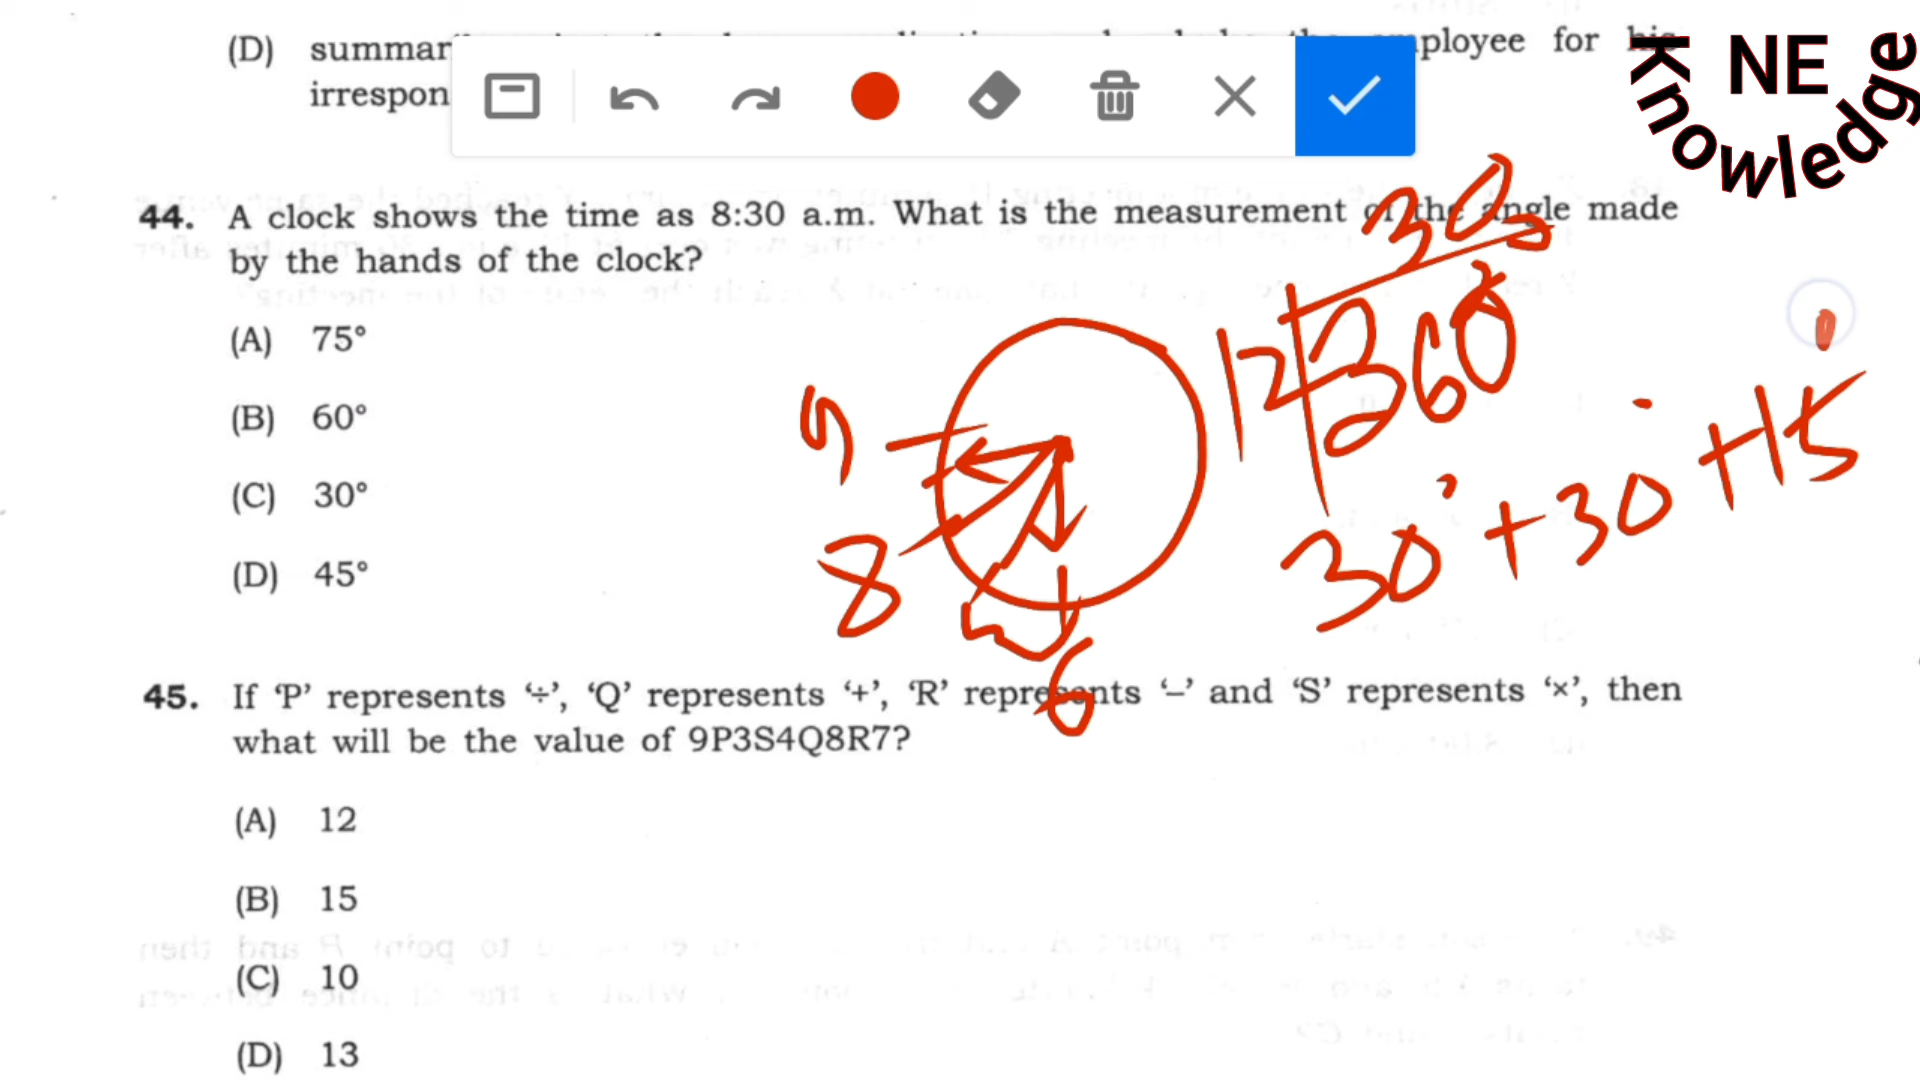 (D) summar employee for his
irrespon
NE
Knowledge
44. A clock shows the time as 8:30 a.m. What is the measurement of the angle made
by the hands of the clock?
(A) 75°
(B) 60°
(C) 30°
(D) 45°
30°
12 360°
9
8
6
30° + 30° + 15°
45. If ‘P’ represents ‘÷’, ‘Q’ represents ‘+’, ‘R’ represents ‘–’ and ‘S’ represents ‘×’, then
what will be the value of 9P3S4Q8R7?
(A) 12
(B) 15
(C) 10
(D) 13